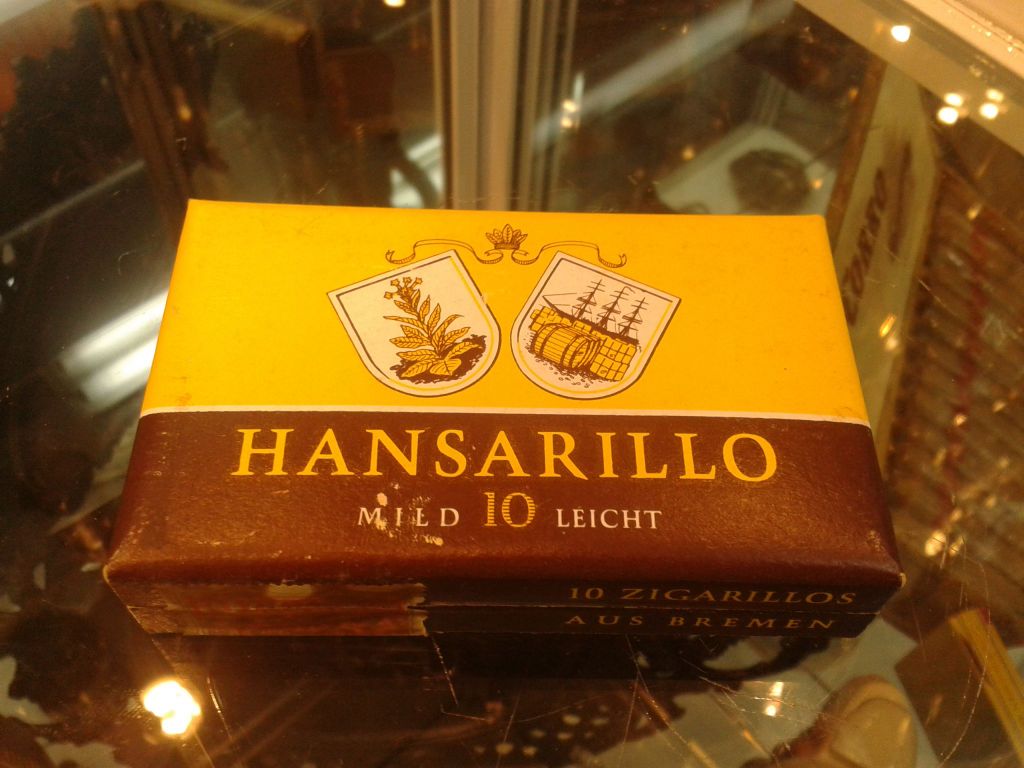 HANSARILLO
MILD 10 LEICHT
10 ZIGARILLOS
AUS BREMEN